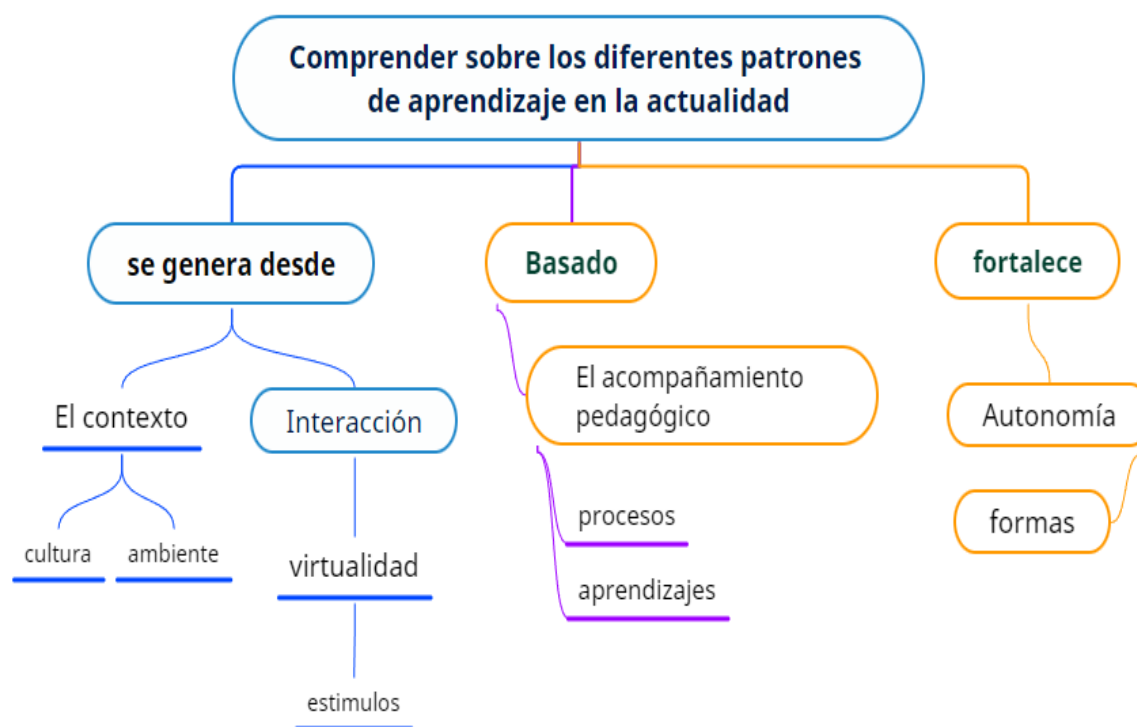 Comprender sobre los diferentes patrones
de aprendizaje en la actualidad
se genera desde
Basado
fortalece
El contexto
Interacción
El acompañamiento
pedagógico
Autonomía
cultura
ambiente
virtualidad
procesos
formas
aprendizajes
estimulos